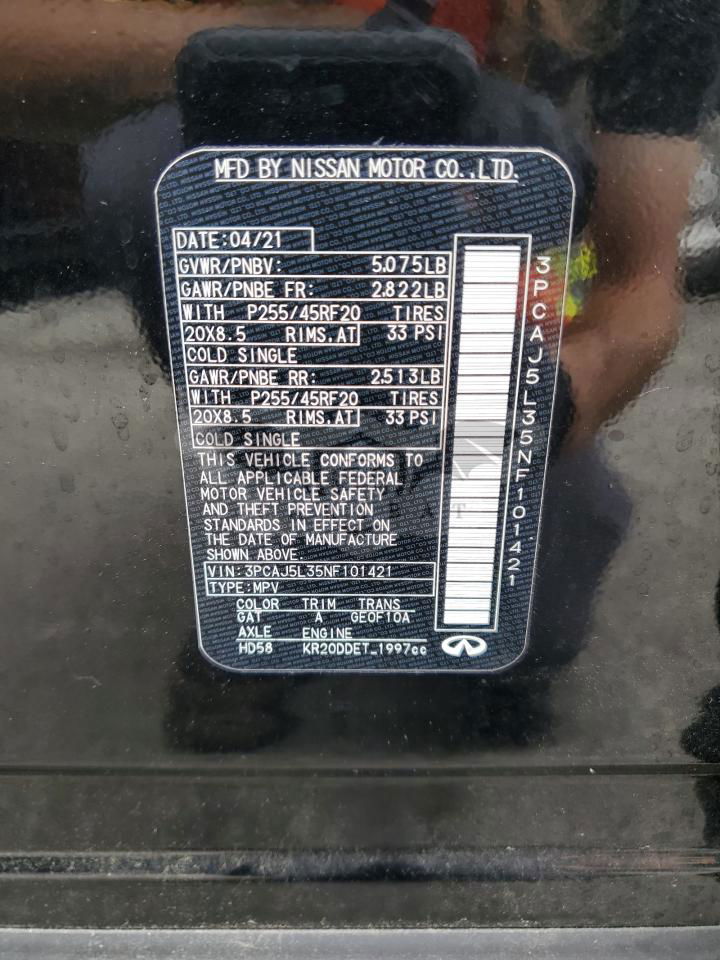 MFD BY NISSAN MOTOR CO.,LTD.
DATE:04/21
GVWR/PNBV: 5.075LB
GAWR/PNBE FR: 2.822LB
WITH P255/45RF20 TIRES
20X8.5 RIMS.AT 33 PSI
COLD SINGLE
GAWR/PNBE RR: 2.513LB
WITH P255/45RF20 TIRES
20X8.5 RIMS.AT 33 PSI
COLD SINGLE
THIS VEHICLE CONFORMS TO
ALL APPLICABLE FEDERAL
MOTOR VEHICLE SAFETY
AND THEFT PREVENTION
STANDARDS IN EFFECT ON
THE DATE OF MANUFACTURE
SHOWN ABOVE.
VIN:3PCAJ5L35NF101421
TYPE:MPV
COLOR TRIM TRANS
GAT A GE0F10A
AXLE ENGINE
HD58 KR20DDET_1997cc
3PCAJ5L35NF101421